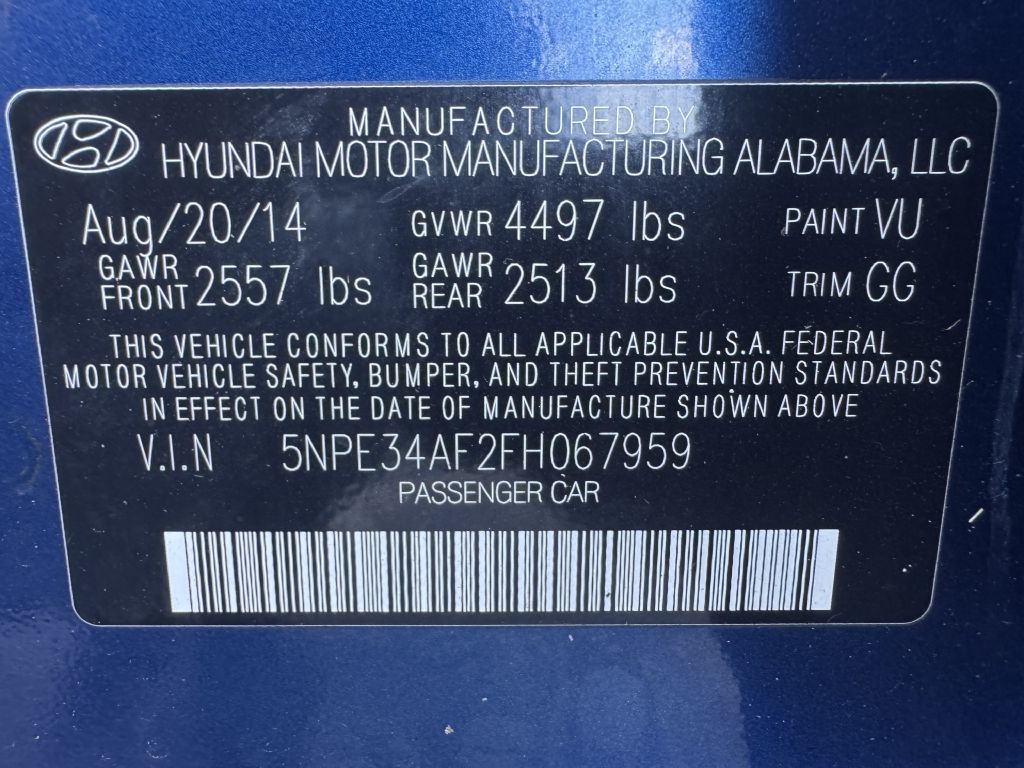 MANUFACTURED BY
HYUNDAI MOTOR MANUFACTURING ALABAMA, LLC
Aug/20/14 GVWR 4497 lbs PAINT VU
GAWR FRONT 2557 lbs GAWR REAR 2513 lbs TRIM GG
THIS VEHICLE CONFORMS TO ALL APPLICABLE U.S.A. FEDERAL
MOTOR VEHICLE SAFETY, BUMPER, AND THEFT PREVENTION STANDARDS
IN EFFECT ON THE DATE OF MANUFACTURE SHOWN ABOVE
V.I.N 5NPE34AF2FH067959
PASSENGER CAR